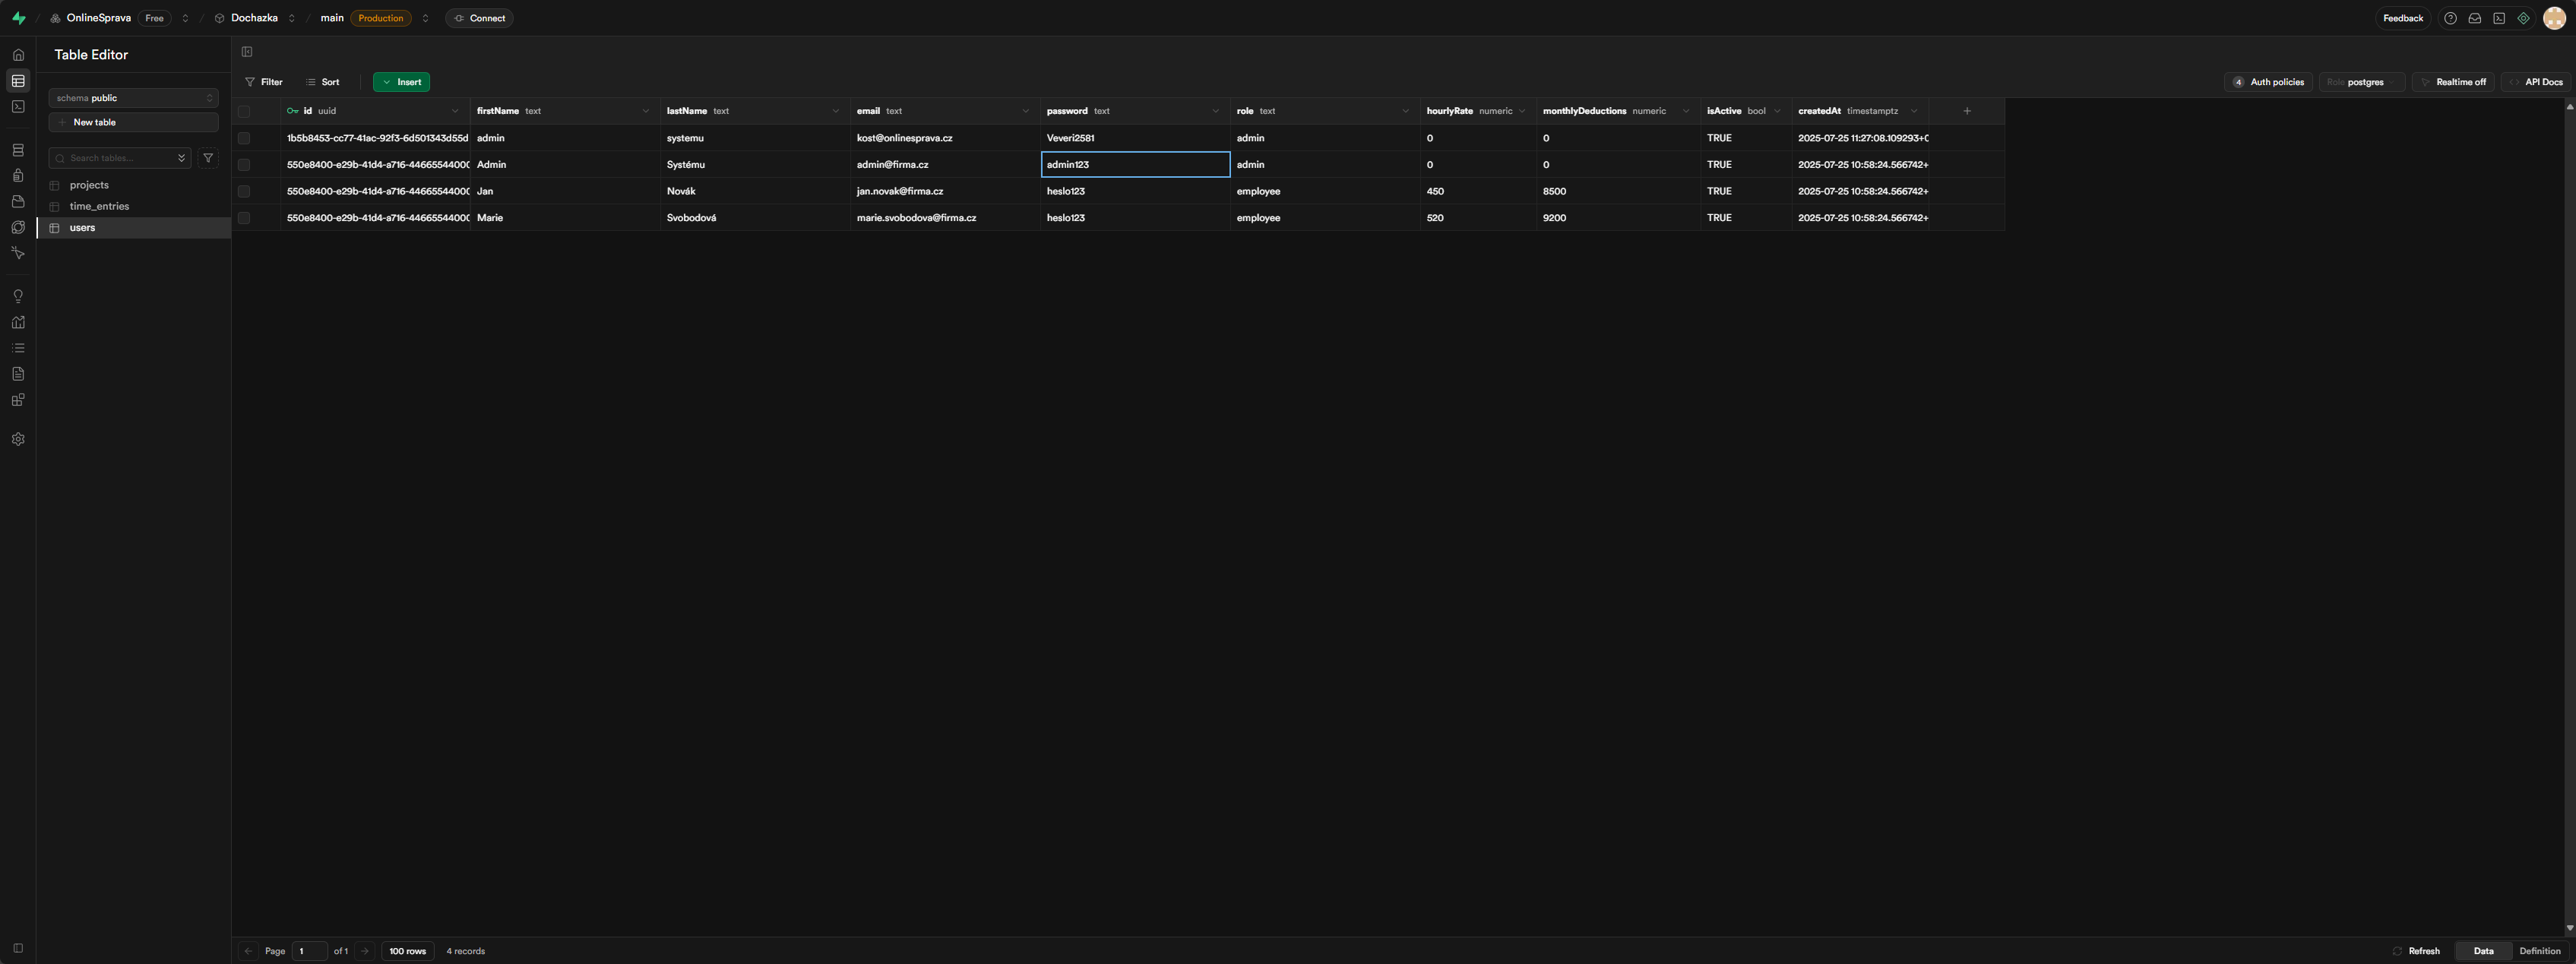 OnlineSprava Free Dochazka main Production Connect Feedback
Table Editor
schema public
New table
Search tables...
projects
time_entries
users
Filter Sort Insert 4 Auth policies Role postgres Realtime off API Docs
id uuid firstName text lastName text email text password text role text hourlyRate numeric monthlyDeductions numeric isActive bool createdAt timestamptz
1b5b8453-cc77-41ac-92f3-6d501343d55d admin systemu kost@onlinesprava.cz Veveri2581 admin 0 0 TRUE 2025-07-25 11:27:08.109293+0
550e8400-e29b-41d4-a716-44665544000 Admin Systému admin@firma.cz admin123 admin 0 0 TRUE 2025-07-25 10:58:24.566742+
550e8400-e29b-41d4-a716-44665544000 Jan Novák jan.novak@firma.cz heslo123 employee 450 8500 TRUE 2025-07-25 10:58:24.566742+
550e8400-e29b-41d4-a716-44665544000 Marie Svobodová marie.svobodova@firma.cz heslo123 employee 520 9200 TRUE 2025-07-25 10:58:24.566742+
Page 1 of 1 100 rows 4 records Refresh Data Definition